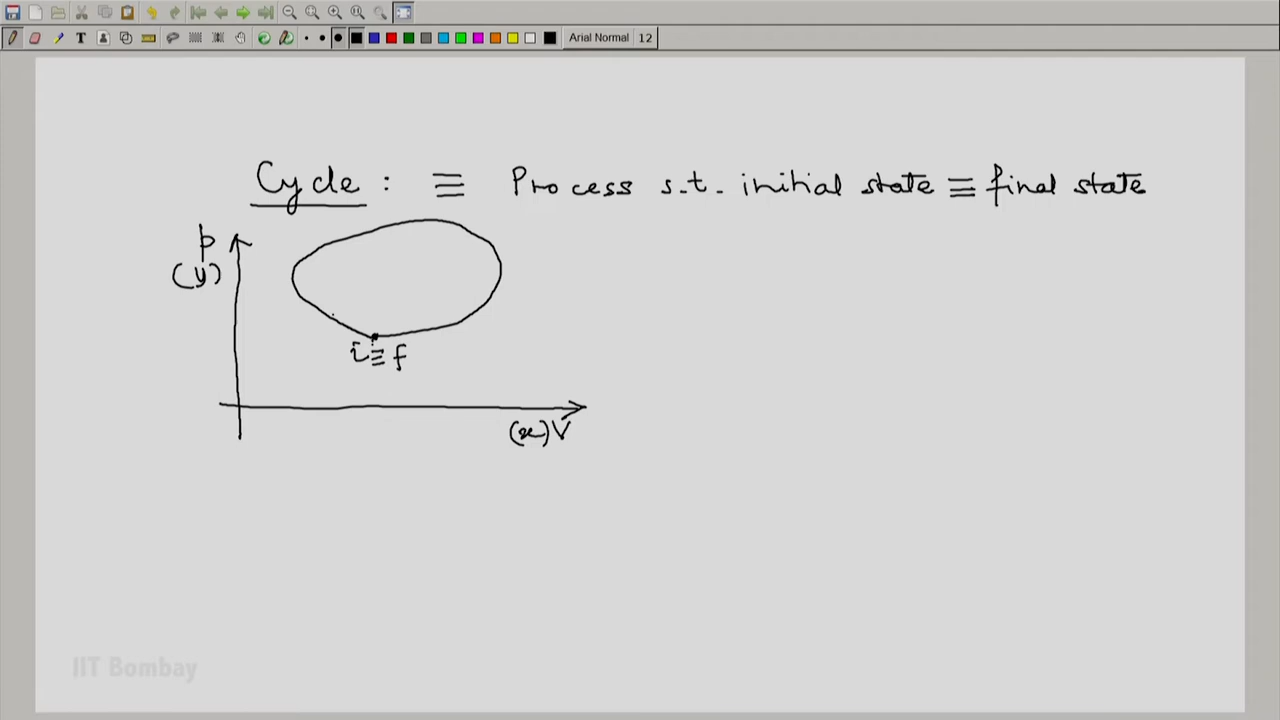 T
Arial Normal 12
Cycle : ≡ Process s.t. initial state ≡ final state
p
(y)
i ≡ f
(x) V
IIT Bombay